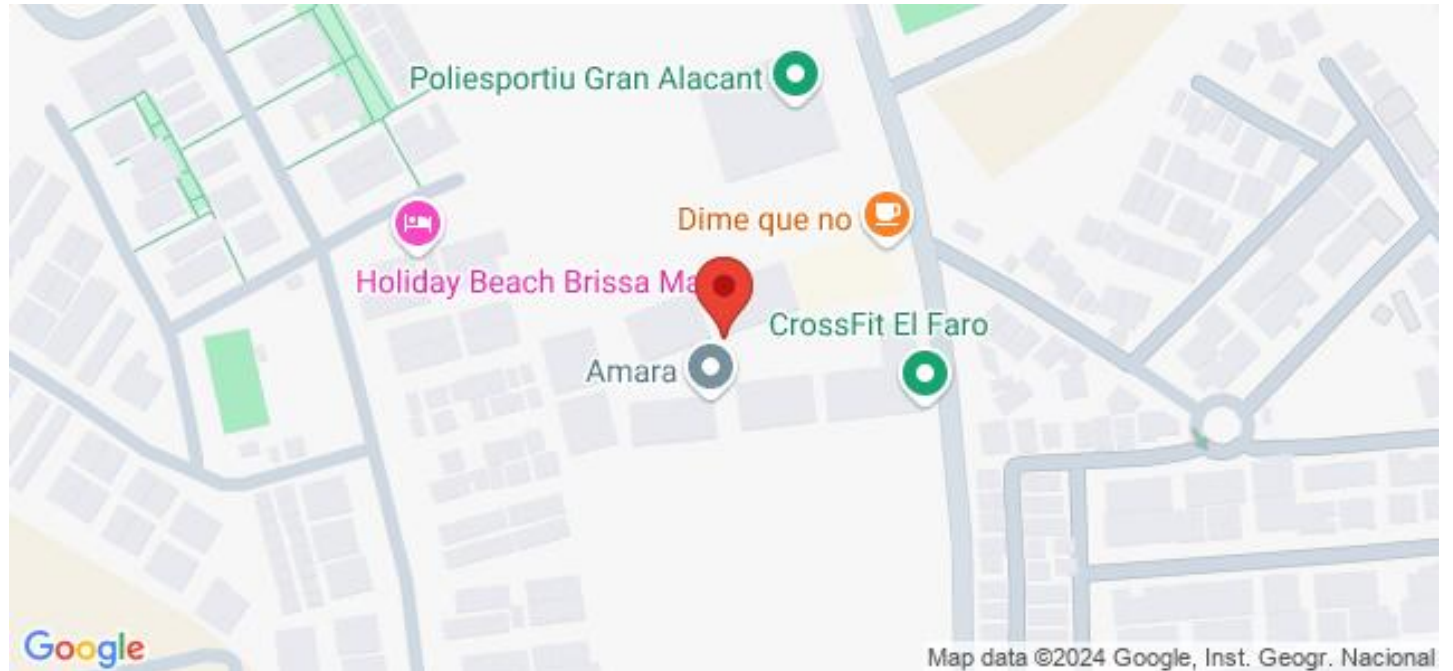 Poliesportiu Gran Alacant
Dime que no
Holiday Beach Brissa Ma
CrossFit El Faro
Amara
Google
Map data ©2024 Google, Inst. Geogr. Nacional